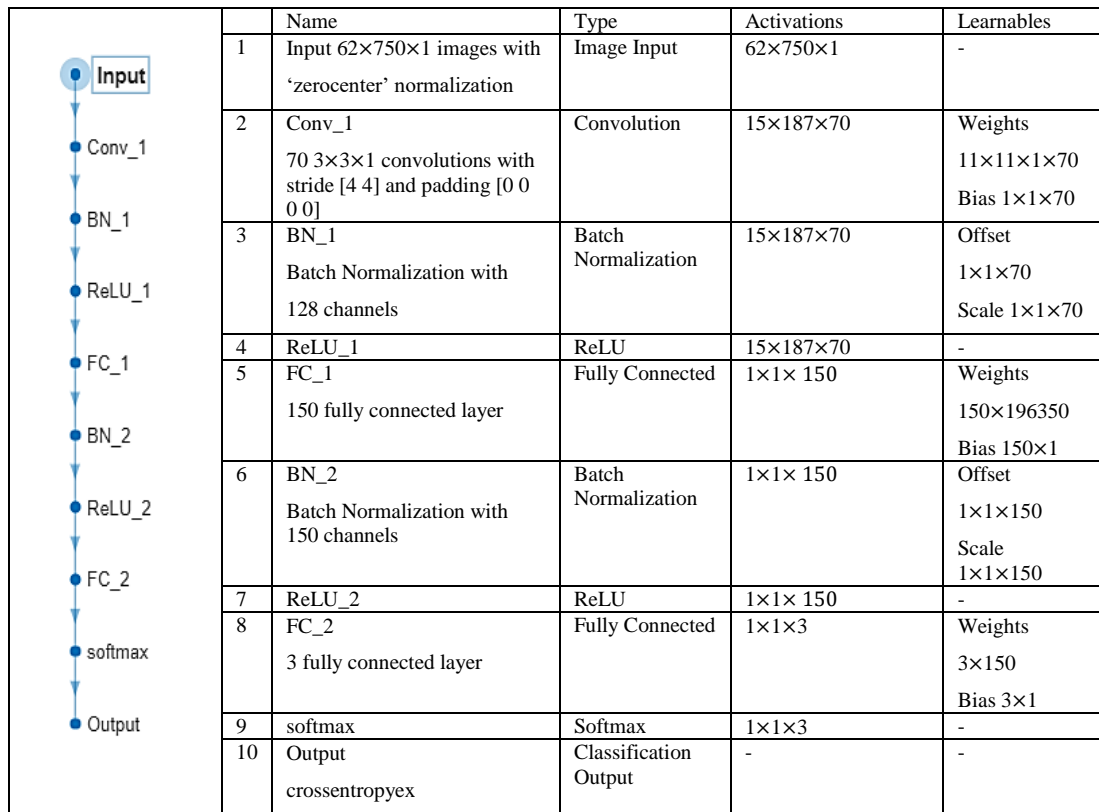 Input
Conv_1
BN_1
ReLU_1
FC_1
BN_2
ReLU_2
FC_2
softmax
Output
Name Type Activations Learnables
1 Input 62×750×1 images with Image Input 62×750×1 -
‘zerocenter’ normalization
2 Conv_1 Convolution 15×187×70 Weights
70 3×3×1 convolutions with 11×11×1×70
stride [4 4] and padding [0 0
0 0] Bias 1×1×70
3 BN_1 Batch 15×187×70 Offset
Normalization
Batch Normalization with 1×1×70
128 channels Scale 1×1×70
4 ReLU_1 ReLU 15×187×70 -
5 FC_1 Fully Connected 1×1× 150 Weights
150 fully connected layer 150×196350
Bias 150×1
6 BN_2 Batch 1×1× 150 Offset
Normalization
Batch Normalization with 1×1×150
150 channels Scale
1×1×150
7 ReLU_2 ReLU 1×1× 150 -
8 FC_2 Fully Connected 1×1×3 Weights
3 fully connected layer 3×150
Bias 3×1
9 softmax Softmax 1×1×3 -
10 Output Classification - -
Output
crossentropyex